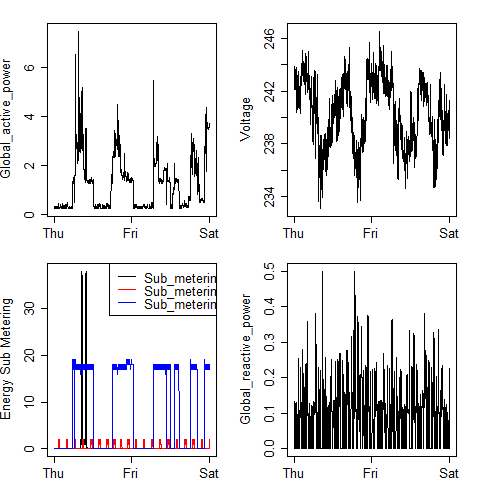 Global_active_power
0 2 4 6
Thu Fri Sat
Voltage
234 238 242 246
Thu Fri Sat
Energy Sub Metering
0 10 20 30
Sub_meterin
Sub_meterin
Sub_meterin
Thu Fri Sat
Global_reactive_power
0.0 0.1 0.2 0.3 0.4 0.5
Thu Fri Sat